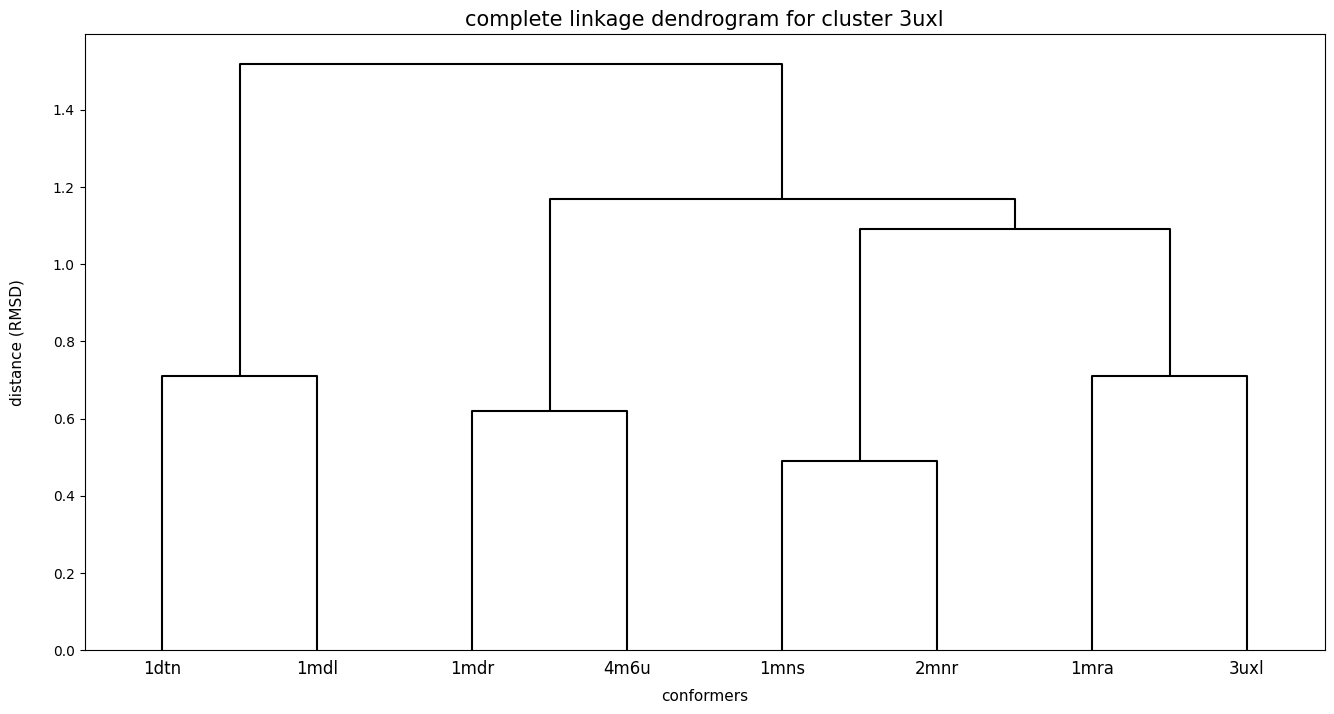 complete linkage dendrogram for cluster 3uxl
1.4
1.2
1.0
0.8
0.6
0.4
0.2
0.0
distance (RMSD)
1dtn 1mdl 1mdr 4m6u 1mns 2mnr 1mra 3uxl
conformers